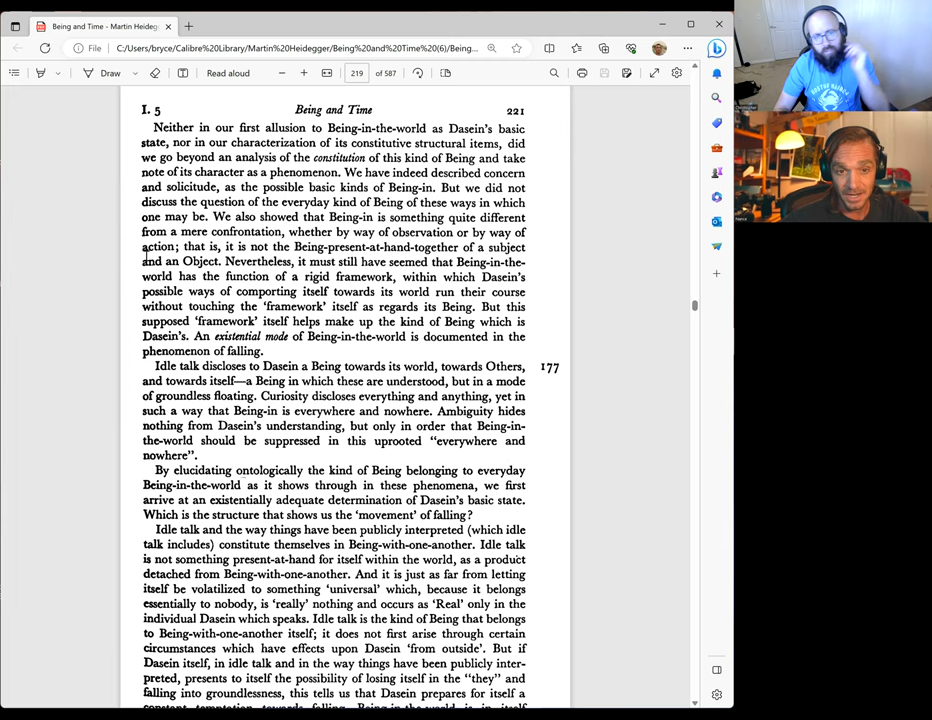 Being and Time - Martin Heideg
File
C:/Users/bryce/Calibre%20Library/Martin%20Heidegger/Being%20and%20Time%20(6)/Being...
Draw
Read aloud
219
of 587
I. 5
Being and Time
221
Neither in our first allusion to Being-in-the-world as Dasein's basic
state, nor in our characterization of its constitutive structural items, did
we go beyond an analysis of the constitution of this kind of Being and take
note of its character as a phenomenon. We have indeed described concern
and solicitude, as the possible basic kinds of Being-in. But we did not
discuss the question of the everyday kind of Being of these ways in which
one may be. We also showed that Being-in is something quite different
from a mere confrontation, whether by way of observation or by way of
action; that is, it is not the Being-present-at-hand-together of a subject
and an Object. Nevertheless, it must still have seemed that Being-in-the-
world has the function of a rigid framework, within which Dasein's
possible ways of comporting itself towards its world run their course
without touching the 'framework' itself as regards its Being. But this
supposed 'framework' itself helps make up the kind of Being which is
Dasein's. An existential mode of Being-in-the-world is documented in the
phenomenon of falling.
Idle talk discloses to Dasein a Being towards its world, towards Others,
177
and towards itself—a Being in which these are understood, but in a mode
of groundless floating. Curiosity discloses everything and anything, yet in
such a way that Being-in is everywhere and nowhere. Ambiguity hides
nothing from Dasein's understanding, but only in order that Being-in-
the-world should be suppressed in this uprooted "everywhere and
nowhere".
By elucidating ontologically the kind of Being belonging to everyday
Being-in-the-world as it shows through in these phenomena, we first
arrive at an existentially adequate determination of Dasein's basic state.
Which is the structure that shows us the 'movement' of falling?
Idle talk and the way things have been publicly interpreted (which idle
talk includes) constitute themselves in Being-with-one-another. Idle talk
is not something present-at-hand for itself within the world, as a product
detached from Being-with-one-another. And it is just as far from letting
itself be volatilized to something 'universal' which, because it belongs
essentially to nobody, is 'really' nothing and occurs as 'Real' only in the
individual Dasein which speaks. Idle talk is the kind of Being that belongs
to Being-with-one-another itself; it does not first arise through certain
circumstances which have effects upon Dasein 'from outside'. But if
Dasein itself, in idle talk and in the way things have been publicly inter-
preted, presents to itself the possibility of losing itself in the "they" and
falling into groundlessness, this tells us that Dasein prepares for itself a
constant temptation towards falling. Being-in-the-world is in itself